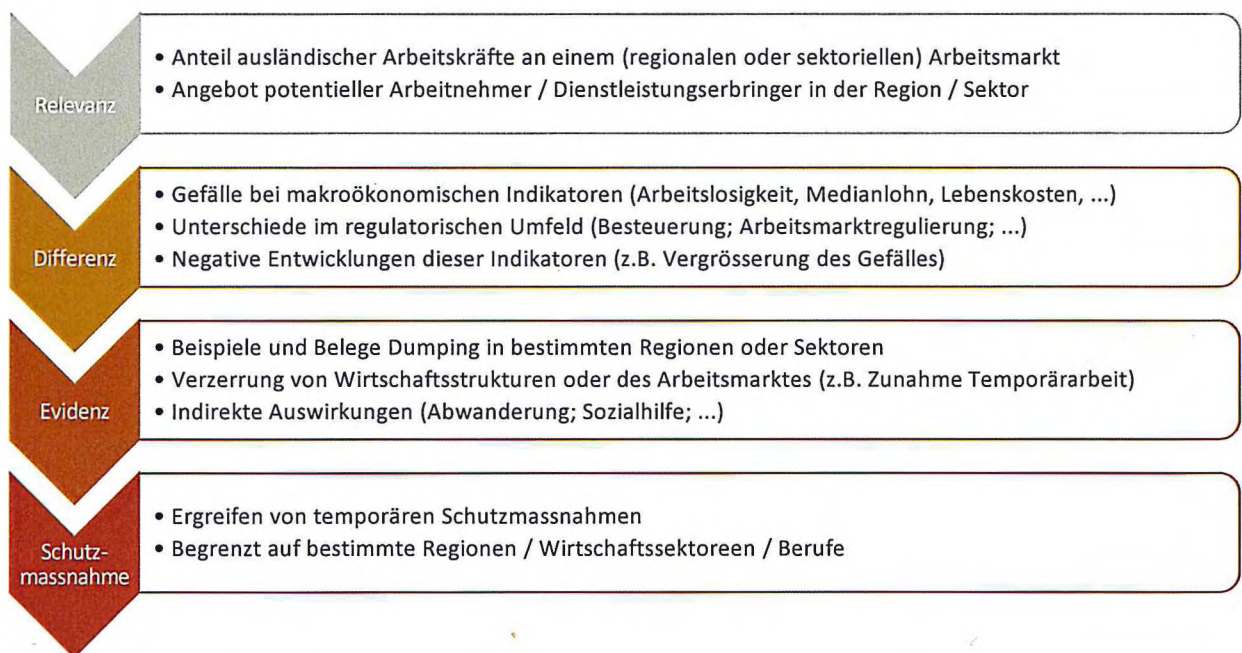 Relevanz
• Anteil ausländischer Arbeitskräfte an einem (regionalen oder sektoriellen) Arbeitsmarkt
• Angebot potentieller Arbeitnehmer / Dienstleistungserbringer in der Region / Sektor
Differenz
• Gefälle bei makroökonomischen Indikatoren (Arbeitslosigkeit, Medianlohn, Lebenskosten, ...)
• Unterschiede im regulatorischen Umfeld (Besteuerung; Arbeitsmarktregulierung; ...)
• Negative Entwicklungen dieser Indikatoren (z.B. Vergrösserung des Gefälles)
Evidenz
• Beispiele und Belege Dumping in bestimmten Regionen oder Sektoren
• Verzerrung von Wirtschaftsstrukturen oder des Arbeitsmarktes (z.B. Zunahme Temporärarbeit)
• Indirekte Auswirkungen (Abwanderung; Sozialhilfe; ...)
Schutz-
massnahme
• Ergreifen von temporären Schutzmassnahmen
• Begrenzt auf bestimmte Regionen / Wirtschaftssektoreen / Berufe